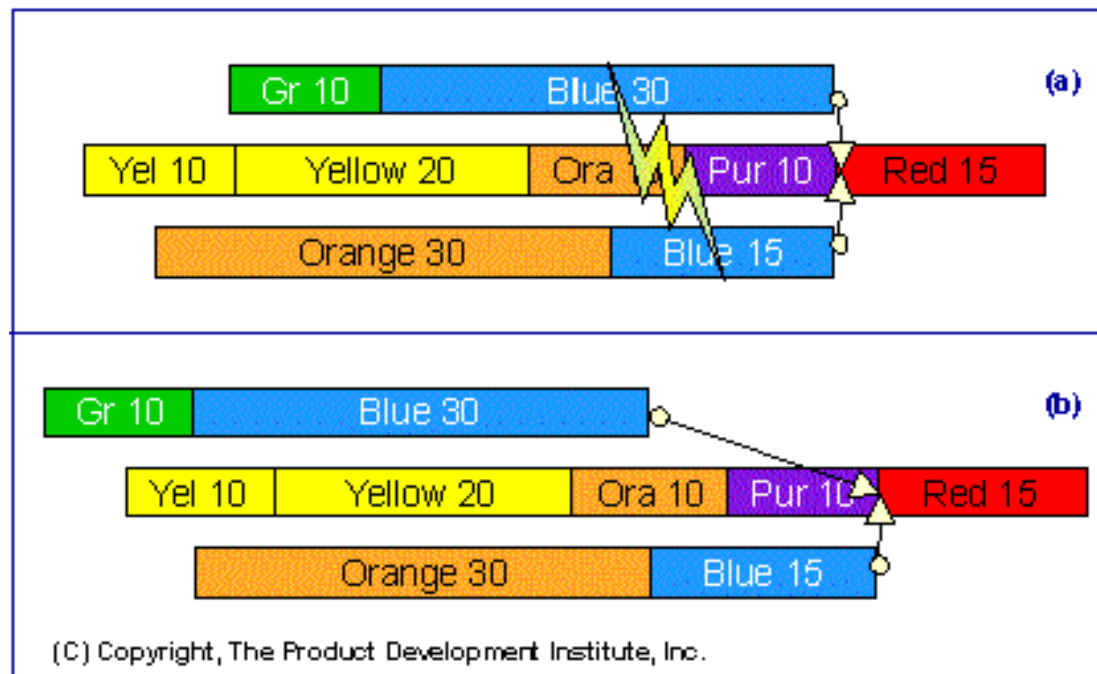 Gr 10 Blue 30 (a)
Yel 10 Yellow 20 Ora Pur 10 Red 15
Orange 30 Blue 15
Gr 10 Blue 30 (b)
Yel 10 Yellow 20 Ora 10 Pur 10 Red 15
Orange 30 Blue 15
(C) Copyright, The Product Development Institute, Inc.